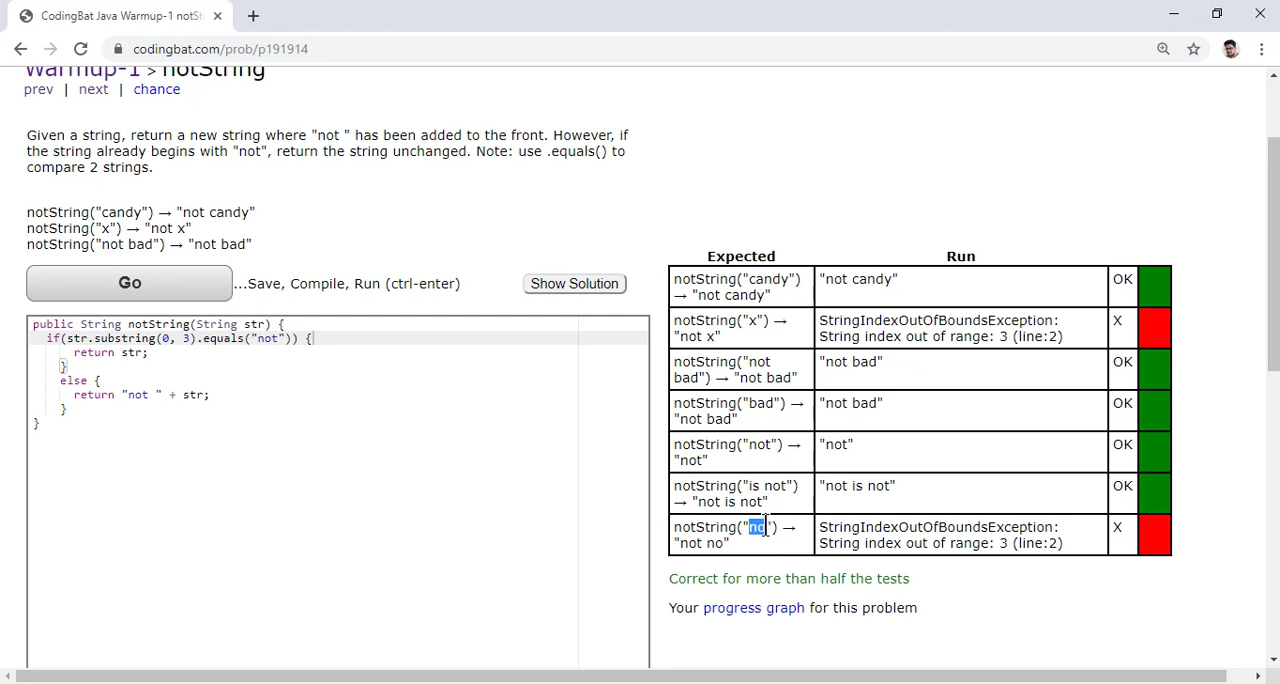 CodingBat Java Warmup-1 notStr
codingbat.com/prob/p191914
Warmup-1 > notString
prev | next | chance
Given a string, return a new string where "not " has been added to the front. However, if
the string already begins with "not", return the string unchanged. Note: use .equals() to
compare 2 strings.
notString("candy") → "not candy"
notString("x") → "not x"
notString("not bad") → "not bad"
Go
...Save, Compile, Run (ctrl-enter)
Show Solution
public String notString(String str) {
if(str.substring(0, 3).equals("not")) {
return str;
}
else {
return "not " + str;
}
}
Expected Run
notString("candy") "not candy" OK
→ "not candy"
notString("x") → StringIndexOutOfBoundsException: X
"not x" String index out of range: 3 (line:2)
notString("not "not bad" OK
bad") → "not bad"
notString("bad") → "not bad" OK
"not bad"
notString("not") → "not" OK
"not"
notString("is not") "not is not" OK
→ "not is not"
notString("no") → StringIndexOutOfBoundsException: X
"not no" String index out of range: 3 (line:2)
Correct for more than half the tests
Your progress graph for this problem